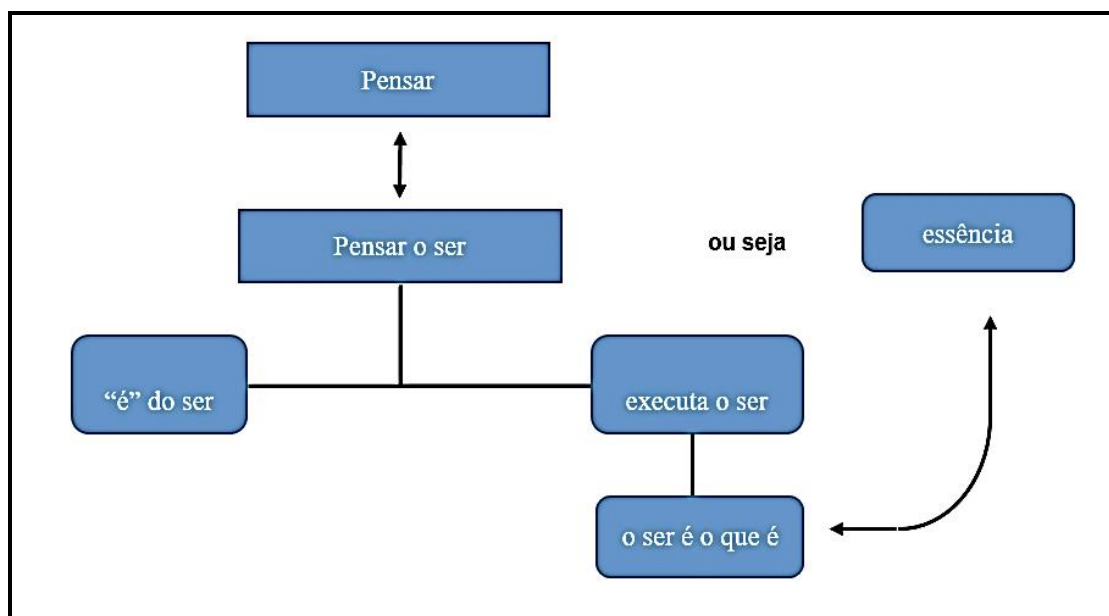 Pensar
Pensar o ser
ou seja
essência
“é” do ser
executa o ser
o ser é o que é